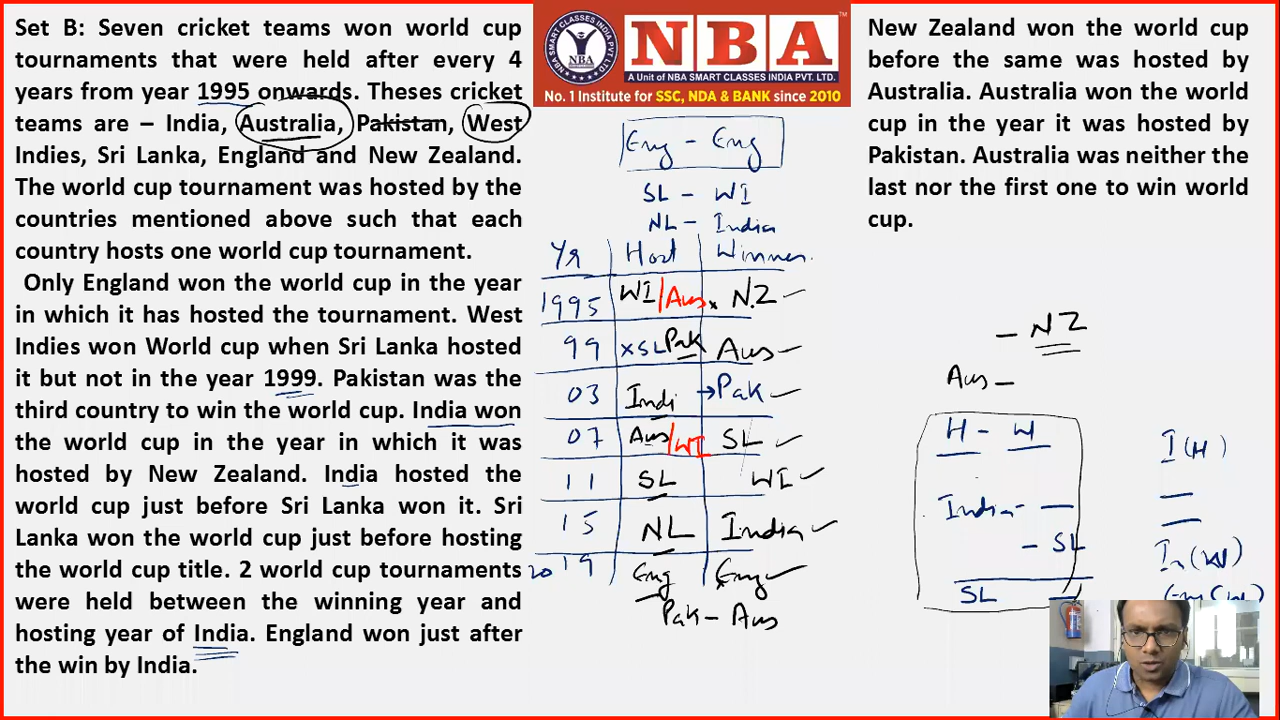 Set B: Seven cricket teams won world cup
tournaments that were held after every 4
years from year 1995 onwards. Theses cricket
teams are – India, Australia, Pakistan, West
Indies, Sri Lanka, England and New Zealand.
The world cup tournament was hosted by the
countries mentioned above such that each
country hosts one world cup tournament.
Only England won the world cup in the year
in which it has hosted the tournament. West
Indies won World cup when Sri Lanka hosted
it but not in the year 1999. Pakistan was the
third country to win the world cup. India won
the world cup in the year in which it was
hosted by New Zealand. India hosted the
world cup just before Sri Lanka won it. Sri
Lanka won the world cup just before hosting
the world cup title. 2 world cup tournaments
were held between the winning year and
hosting year of India. England won just after
the win by India.
NBA SMART CLASSES INDIA PVT. LTD.
NBA
NBA
A Unit of NBA SMART CLASSES INDIA PVT. LTD.
No. 1 Institute for SSC, NDA & BANK since 2010
Eng – Eng
SL – WI
NL – India
Yr Host Winner
1995 WI/Aus x N.Z
99 xSL Pak Aus
03 Indi → Pak
07 Aus/WI SL
11 SL WI
15 NL India
2019 Eng Eng
Pak – Aus
New Zealand won the world cup
before the same was hosted by
Australia. Australia won the world
cup in the year it was hosted by
Pakistan. Australia was neither the
last nor the first one to win world
cup.
– NZ
Aus –
H – W
India –
– SL
SL
I (H)
In (W)